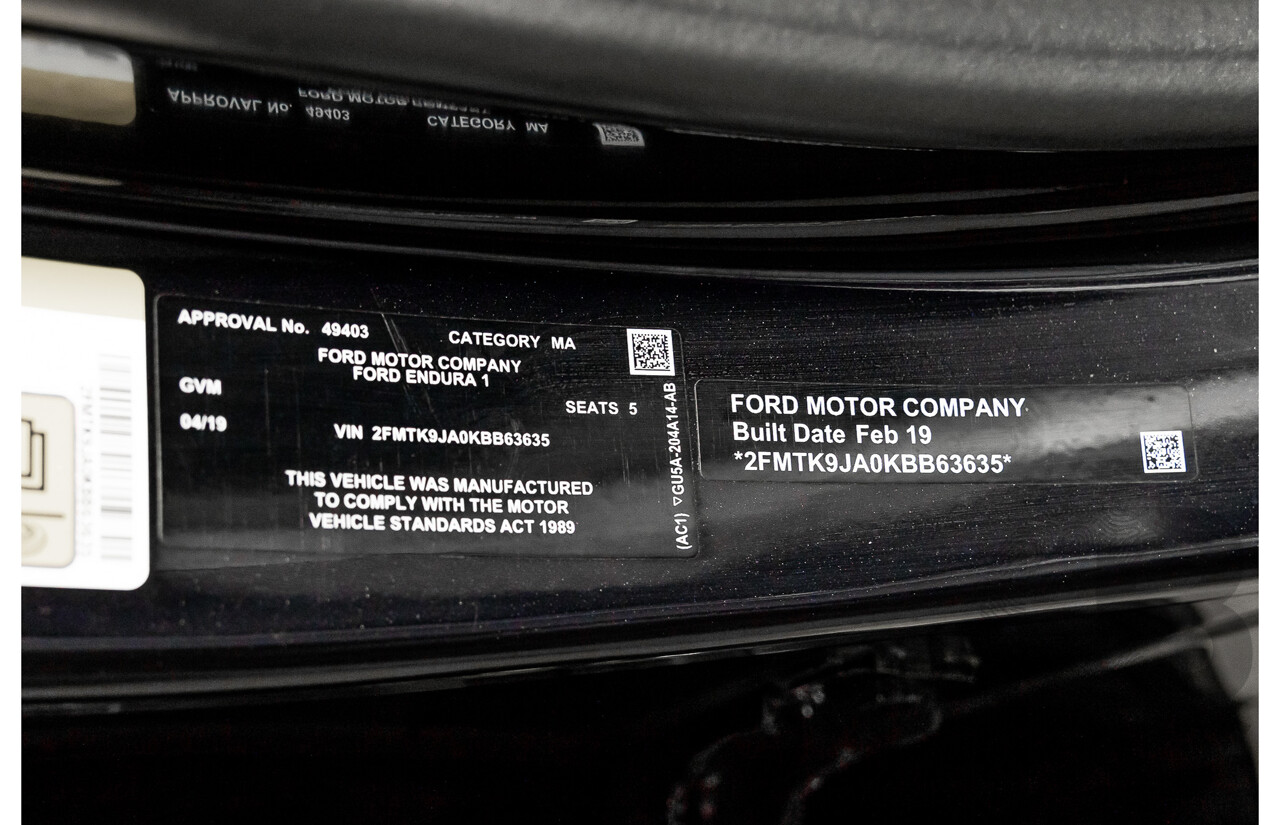 APPROVAL No. 49403
CATEGORY MA
APPROVAL No. 49403 CATEGORY MA
FORD MOTOR COMPANY
FORD ENDURA 1
GVM
SEATS 5
04/19
VIN 2FMTK9JA0KBB63635
THIS VEHICLE WAS MANUFACTURED
TO COMPLY WITH THE MOTOR
VEHICLE STANDARDS ACT 1989
(AC1) ▽GU5A-204A14-AB
FORD MOTOR COMPANY
Built Date Feb 19
*2FMTK9JA0KBB63635*